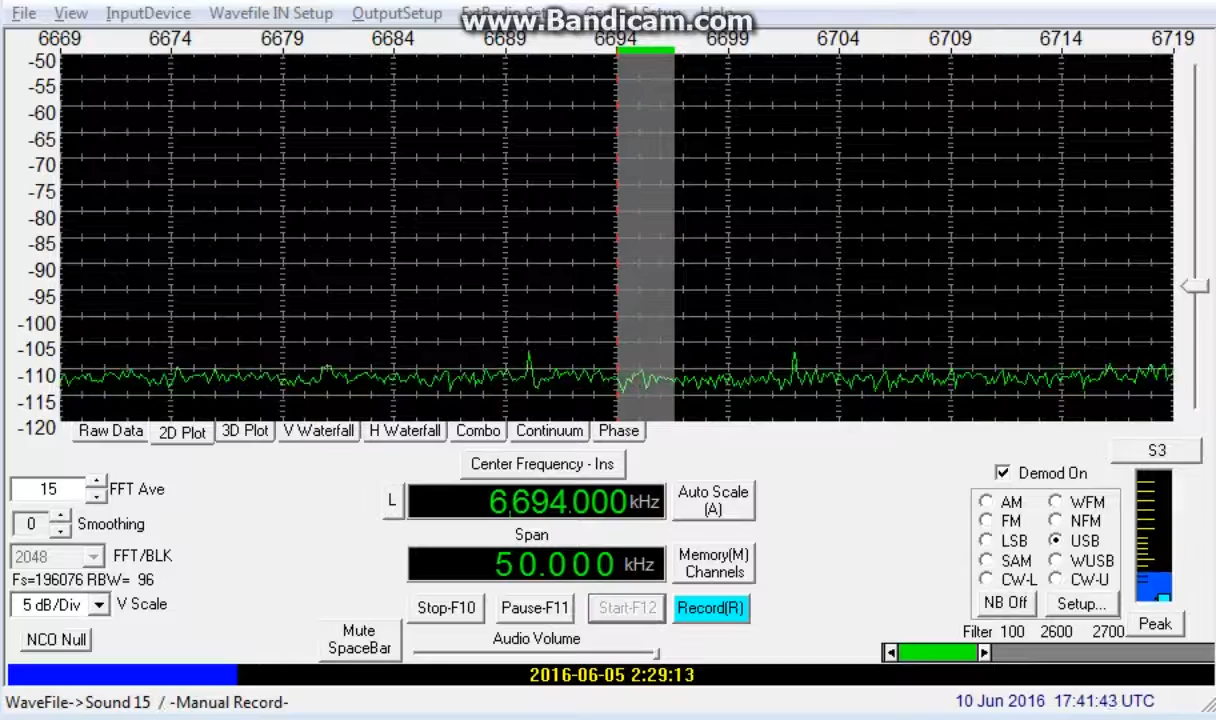 www.Bandicam.com
File View InputDevice Wavefile IN Setup OutputSetup ExtRadio Setup General Setup Help
6669 6674 6679 6684 6689 6694 6699 6704 6709 6714 6719
-50
-55
-60
-65
-70
-75
-80
-85
-90
-95
-100
-105
-110
-115
-120
Raw Data 2D Plot 3D Plot V Waterfall H Waterfall Combo Continuum Phase
Center Frequency - Ins
S3
15 FFT Ave
L 6,694.000 kHz
Auto Scale
(A)
Demod On
0 Smoothing
Span
AM WFM
FM NFM
LSB USB
SAM WUSB
CW-L CW-U
2048 FFT/BLK
50.000 kHz
Memory(M)
Channels
Fs=196076 RBW= 96
5 dB/Div V Scale
Stop-F10 Pause-F11 Start-F12 Record(R)
NB Off Setup...
NCO Null
Mute
SpaceBar
Audio Volume
Filter 100 2600 2700
Peak
2016-06-05 2:29:13
WaveFile->Sound 15 / -Manual Record-
10 Jun 2016 17:41:43 UTC